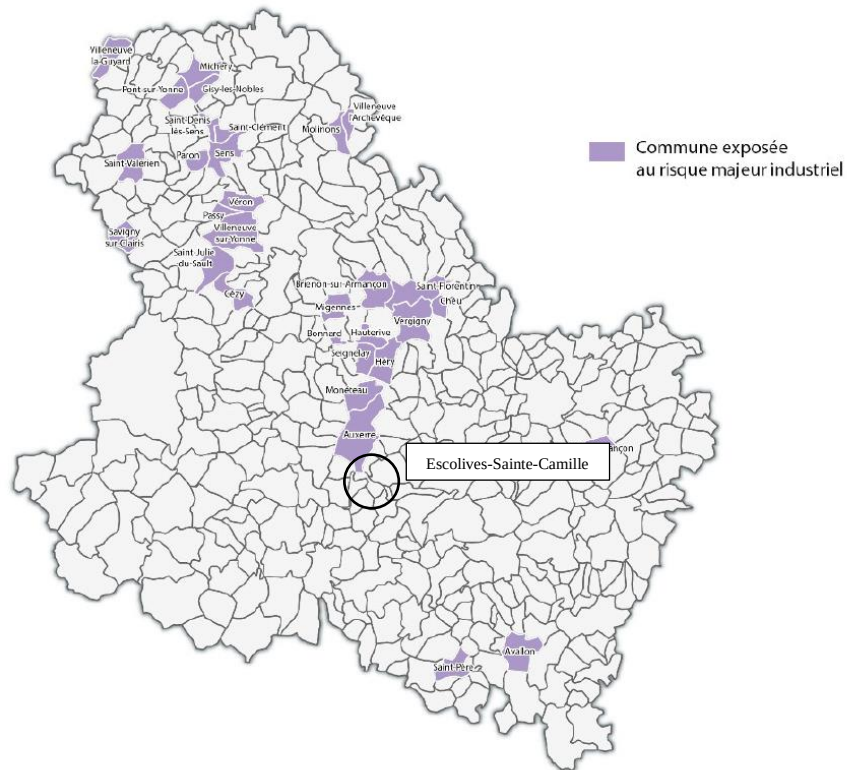 Villeneuve
la-Guyard
Michery
Pont-sur-Yonne
Gisy-les-Nobles
Villeneuve
l'Archevêque
Saint-Denis
lès-Sens
Saint-Clément
Molinons
Saint-Valérien
Paron
Sens
Commune exposée
au risque majeur industriel
Véron
Passy
Villeneuve
sur-Yonne
Savigny
sur-Clairis
Saint-Julie
du-Sault
Cézy
Brienon-sur-Armançon
Saint Florentin
Migennes
Cheu
Vergigny
Bonnard
Hauterive
Seignelay
Héry
Monéteau
Auxerre
Escolives-Sainte-Camille
ançon
Saint-Père
Avallon